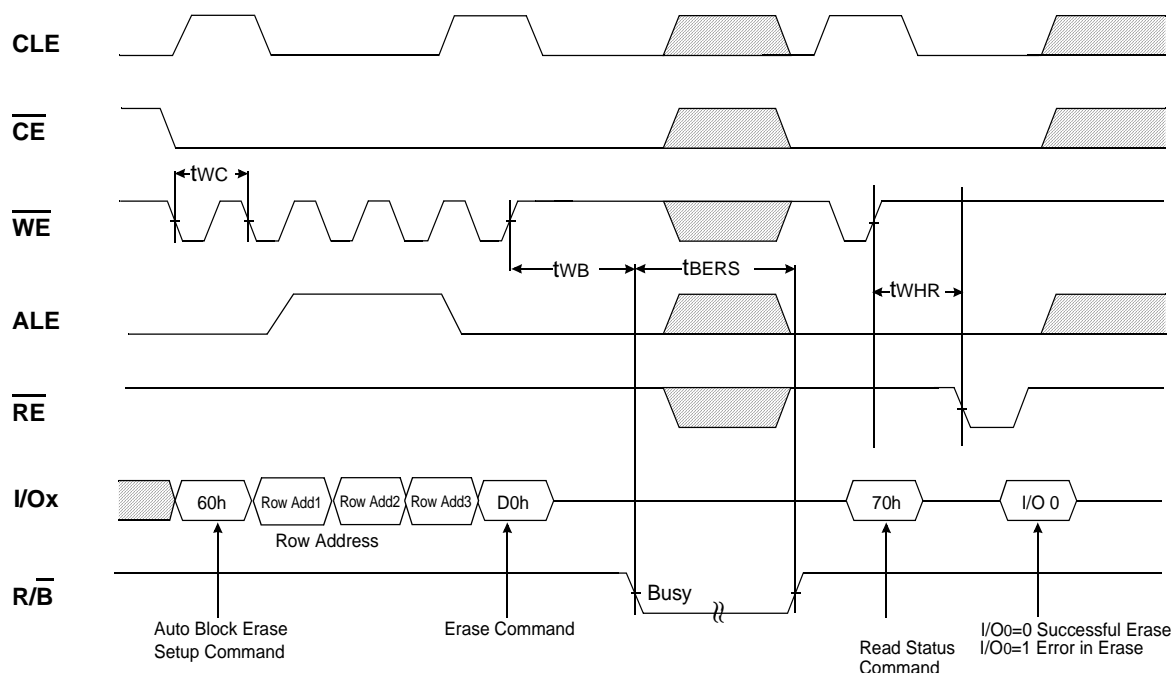 CLE
CE
tWC
WE
tWB
tBERS
tWHR
ALE
RE
I/Ox
60h
Row Add1
Row Add2
Row Add3
D0h
70h
I/O 0
Row Address
R/B
Busy
Auto Block Erase
Setup Command
Erase Command
Read Status
Command
I/O0=0 Successful Erase
I/O0=1 Error in Erase